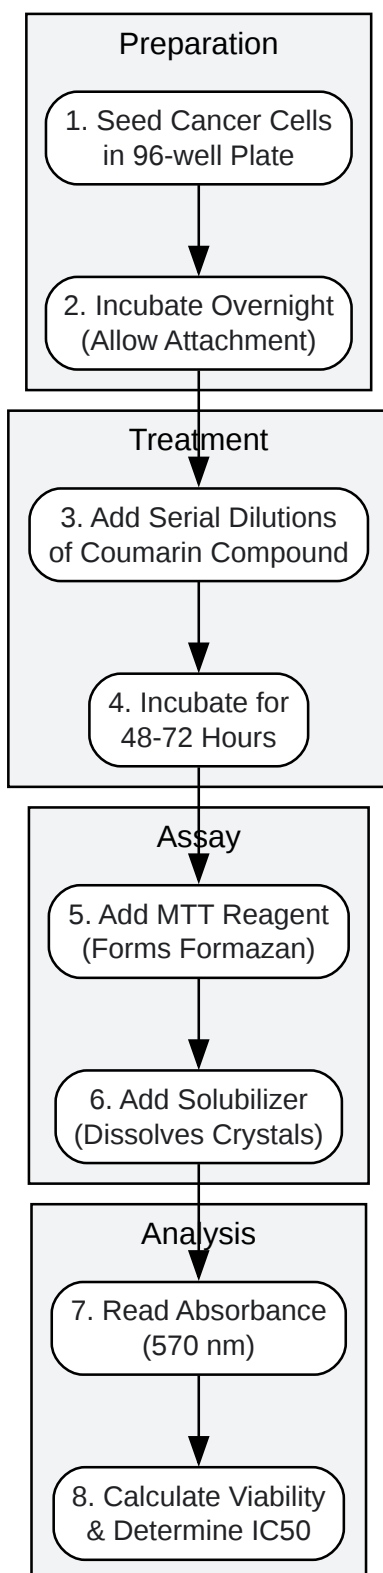 Preparation
1. Seed Cancer Cells
in 96-well Plate
2. Incubate Overnight
(Allow Attachment)
Treatment
3. Add Serial Dilutions
of Coumarin Compound
4. Incubate for
48-72 Hours
Assay
5. Add MTT Reagent
(Forms Formazan)
6. Add Solubilizer
(Dissolves Crystals)
Analysis
7. Read Absorbance
(570 nm)
8. Calculate Viability
& Determine IC50